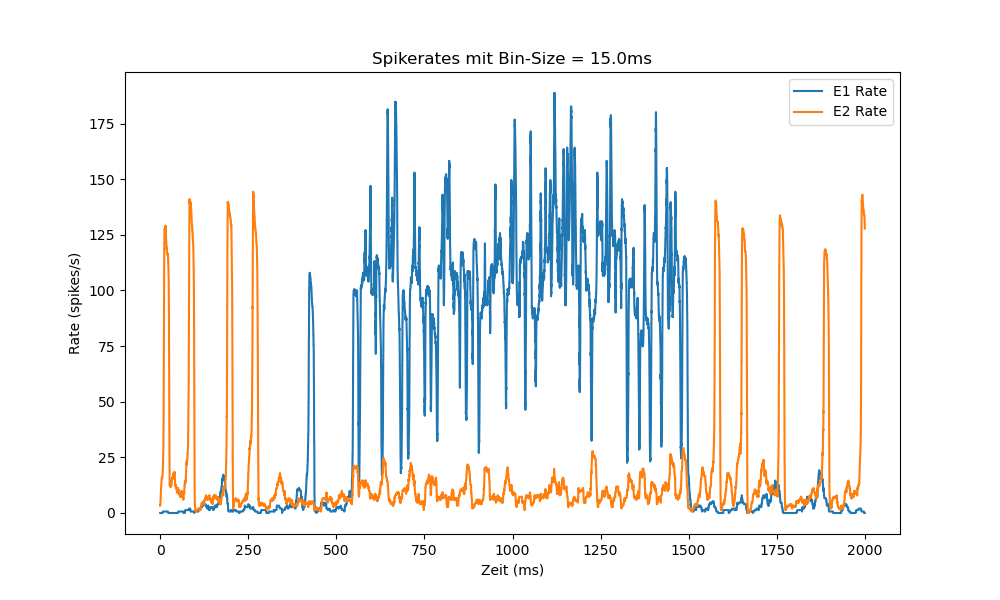 Spikerates mit Bin-Size = 15.0ms
E1 Rate
E2 Rate
Rate (spikes/s)
175
150
125
100
75
50
25
0
0 250 500 750 1000 1250 1500 1750 2000
Zeit (ms)